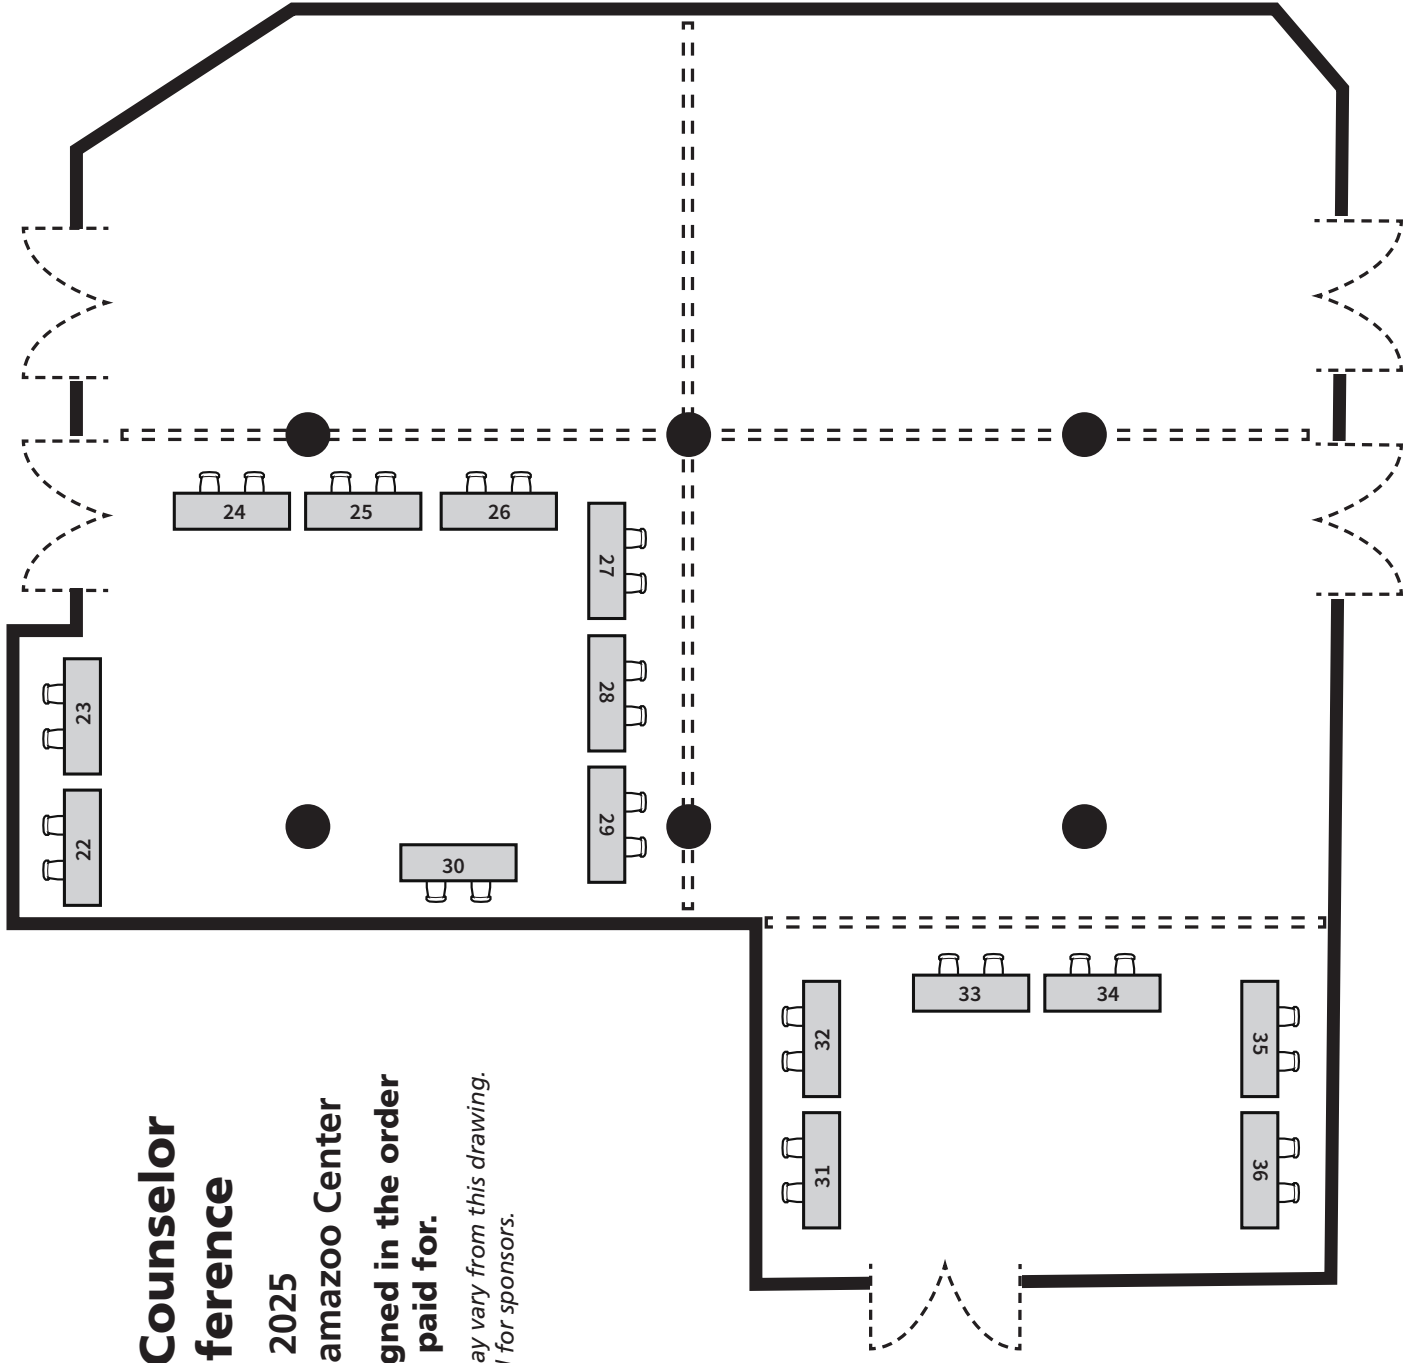 24
25
26
27
28
29
23
22
30
33
34
32
31
35
36
Counselor
ference
2025
amazoo Center
gned in the order
paid for.
ay vary from this drawing.
for sponsors.